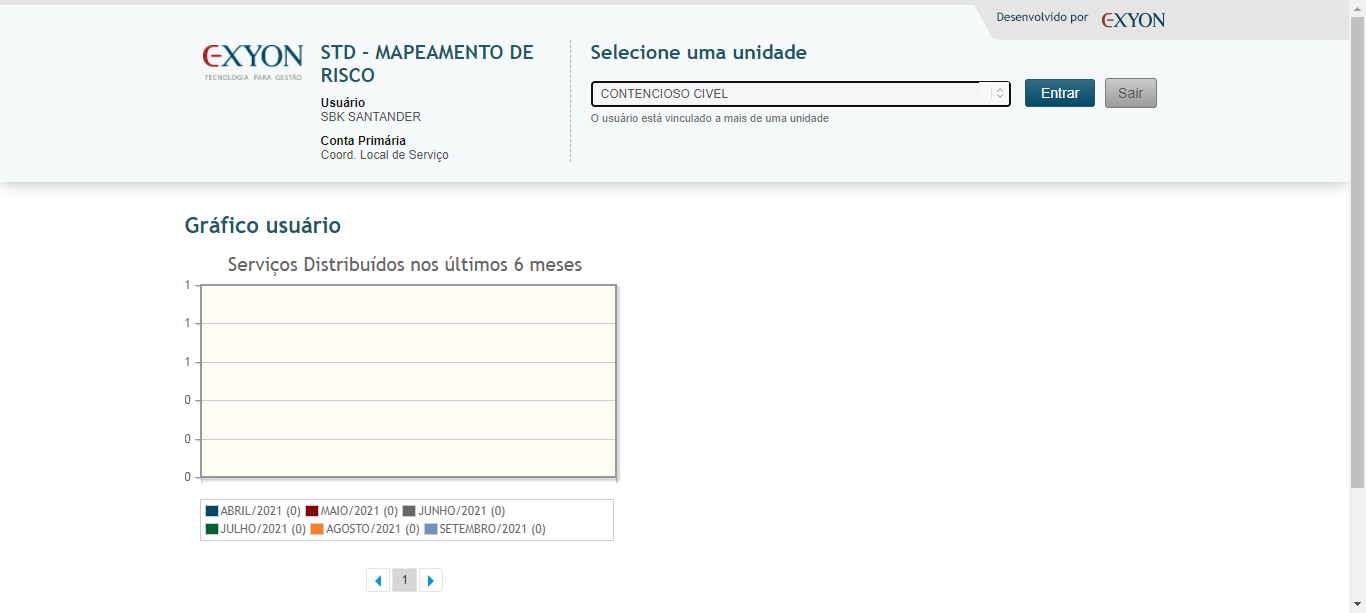 Desenvolvido por EXYON
EXYON
TECNOLOGIA PARA GESTÃO
STD - MAPEAMENTO DE
RISCO
Usuário
SBK SANTANDER
Conta Primária
Coord. Local de Serviço
Selecione uma unidade
CONTENCIOSO CIVEL
Entrar
Sair
O usuário está vinculado a mais de uma unidade
Gráfico usuário
Serviços Distribuídos nos últimos 6 meses
1
1
1
0
0
0
ABRIL/2021 (0) MAIO/2021 (0) JUNHO/2021 (0)
JULHO/2021 (0) AGOSTO/2021 (0) SETEMBRO/2021 (0)
1